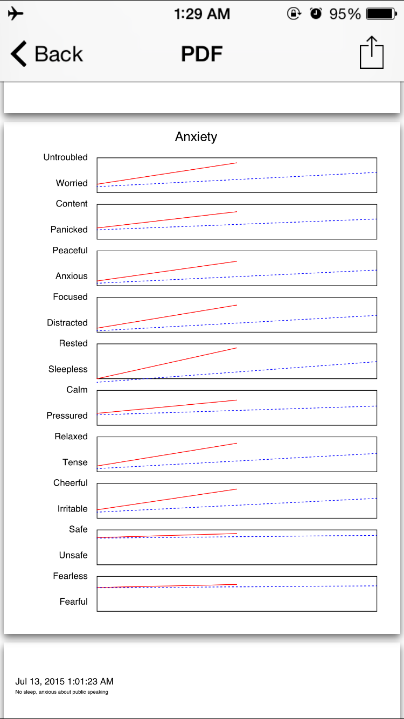 1:29 AM 95%
Back PDF
Anxiety
Untroubled
Worried
Content
Panicked
Peaceful
Anxious
Focused
Distracted
Rested
Sleepless
Calm
Pressured
Relaxed
Tense
Cheerful
Irritable
Safe
Unsafe
Fearless
Fearful
Jul 13, 2015 1:01:23 AM
No sleep, anxious about public speaking